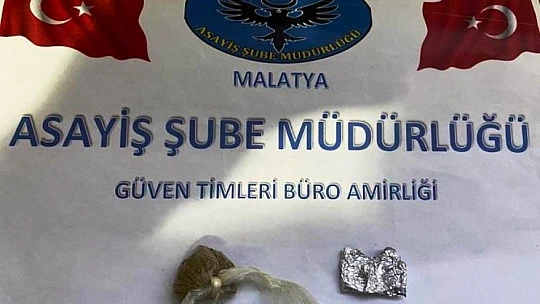 ASAYİŞ ŞUBE MÜDÜRLÜĞÜ
MALATYA
ASAYİŞ ŞUBE MÜDÜRLÜĞÜ
GÜVEN TİMLERİ BÜRO AMİRLİĞİ